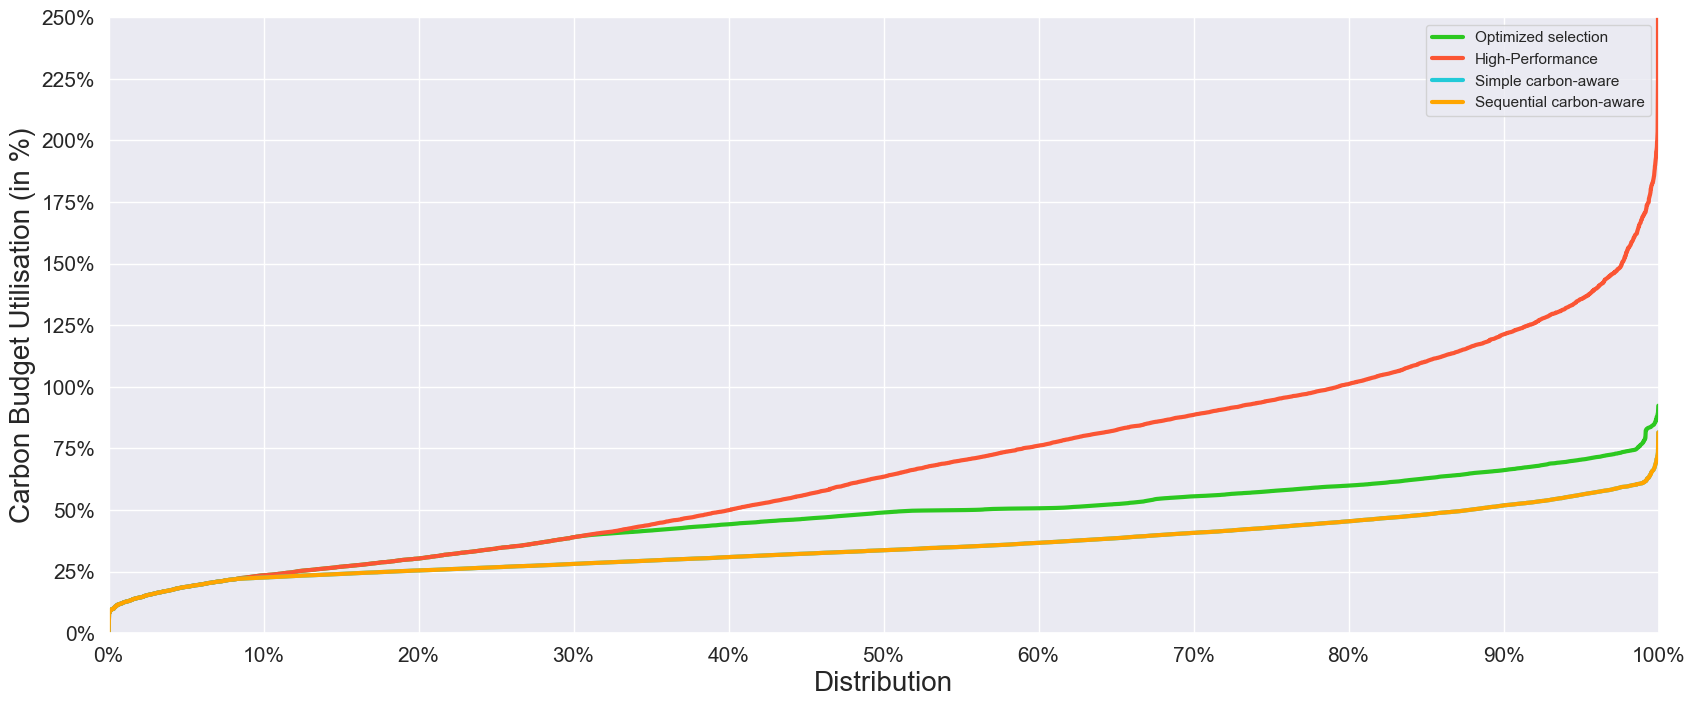 250%
225%
200%
175%
150%
125%
100%
75%
50%
25%
0%
Carbon Budget Utilisation (in %)
Optimized selection
High-Performance
Simple carbon-aware
Sequential carbon-aware
0% 10% 20% 30% 40% 50% 60% 70% 80% 90% 100%
Distribution